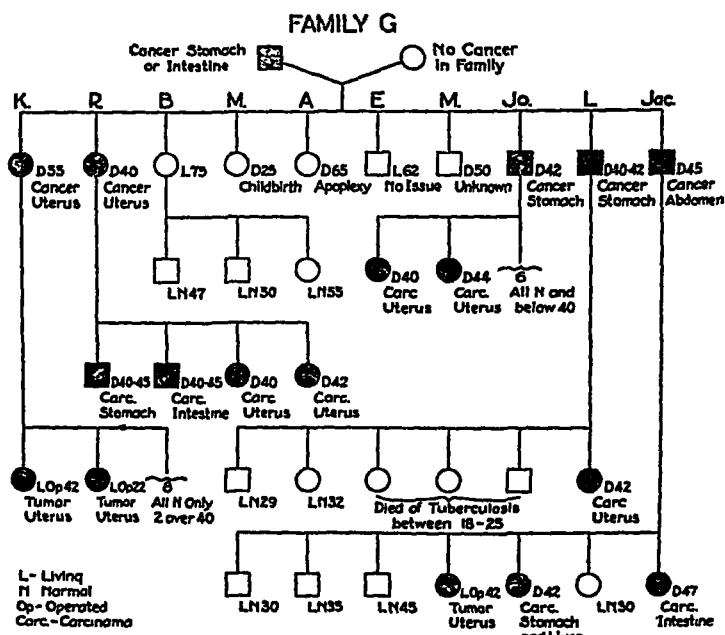 FAMILY G
Cancer Stomach
or Intestine
No Cancer
in Family
K. R. B M. A E M. Jo. L Jac.
D55
Cancer
Uterus
D40
Cancer
Uterus
L75
D25
Childbirth
D65
Apoplexy
L62
No Issue
D50
Unknown
D42
Cancer
Stomach
D40-42
Cancer
Stomach
D45
Cancer
Abdomen
LN47
LN50
LN55
D40
Carc
Uterus
D44
Carc.
Uterus
6
All N and
below 40
D40-45
Carc.
Stomach
D40-45
Carc.
Intestine
D40
Carc
Uterus
D42
Carc.
Uterus
LOp42
Tumor
Uterus
LOp22
Tumor
Uterus
8
All N Only
2 over 40
LN29
LN32
Died of Tuberculosis
between 18-25
D42
Carc
Uterus
LN30
LN35
LN45
LOp42
Tumor
Uterus
D42
Carc.
Stomach
and Liver
LN50
D47
Carc.
Intestine
L- Living
N Normal
Op- Operated
Carc.-Carcinama